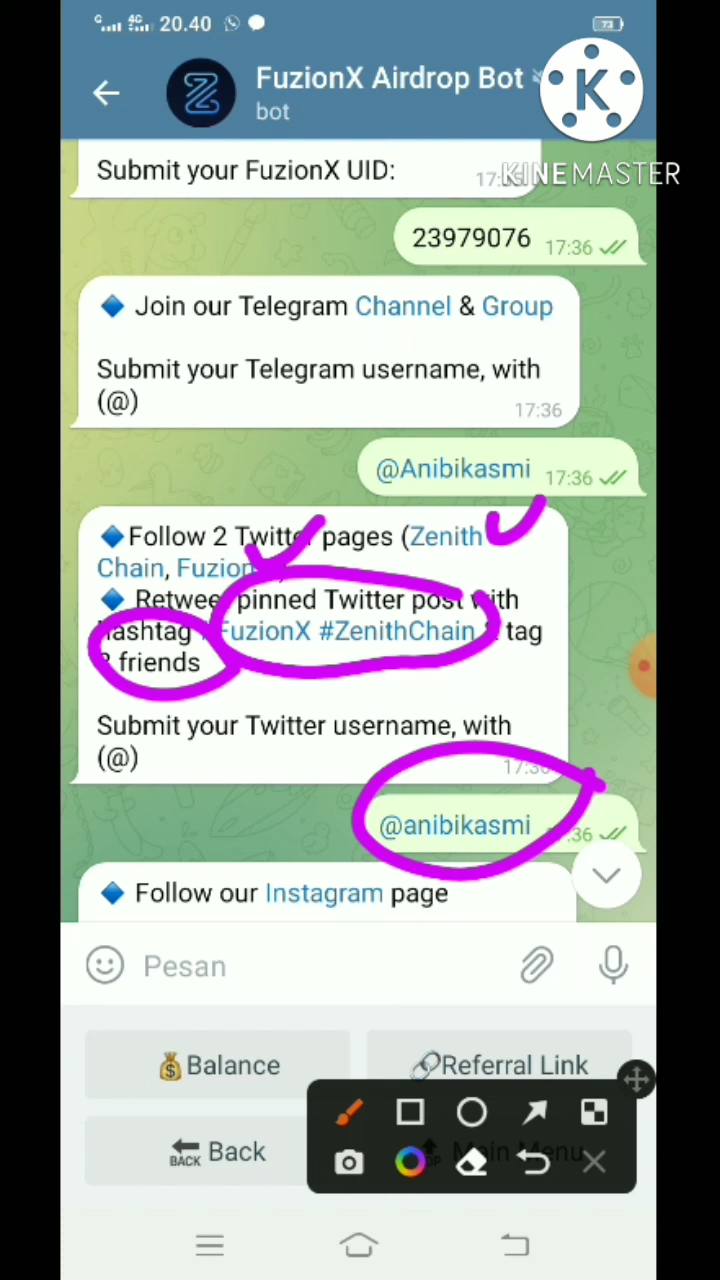 20.40
73
FuzionX Airdrop Bot
bot
K
KINEMASTER
Submit your FuzionX UID:
23979076
17:36
Join our Telegram Channel & Group
Submit your Telegram username, with
(@)
17:36
@Anibikasmi
17:36
Follow 2 Twitter pages (Zenith
Chain,
Retweet pinned Twitter post with
hashtag #FuzionX #ZenithChain & tag
friends
Submit your Twitter username, with
(@)
@anibikasmi
Follow our Instagram page
Pesan
Balance
Referral Link
BACK Back
Main Menu